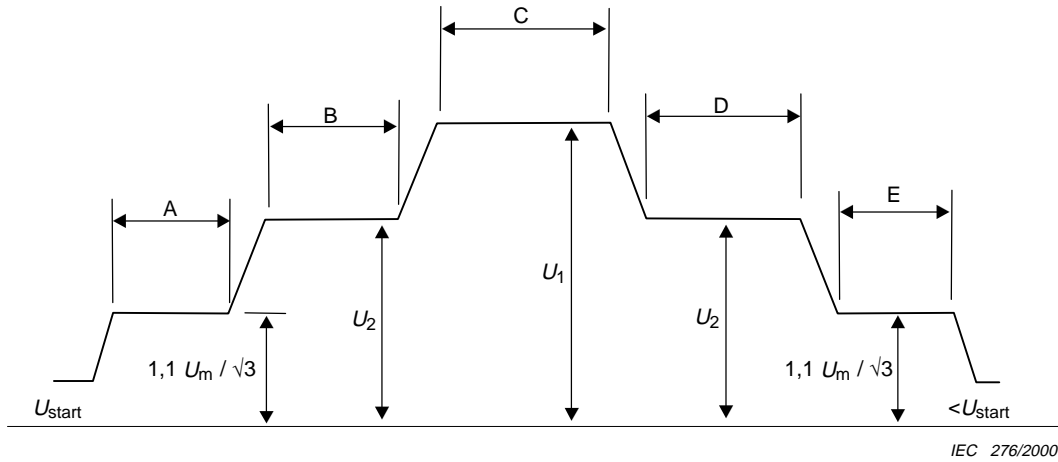 C
B
D
A
E
U1
U2
U2
1,1 Um / √3
1,1 Um / √3
Ustart
<Ustart
IEC 276/2000